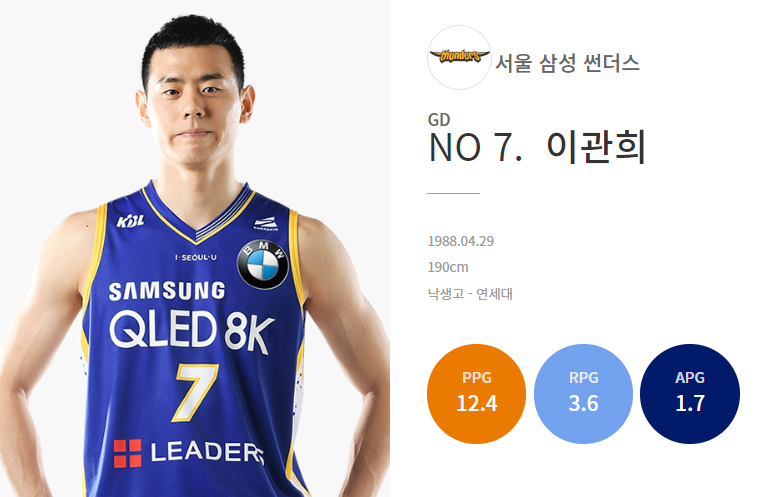 thunders
서울 삼성 썬더스
GD
NO 7. 이관희
1988.04.29
190cm
낙생고 - 연세대
PPG
12.4
RPG
3.6
APG
1.7
KBL
I·SEOUL·U
BMW
SAMSUNG
QLED 8K
7
LEADERS